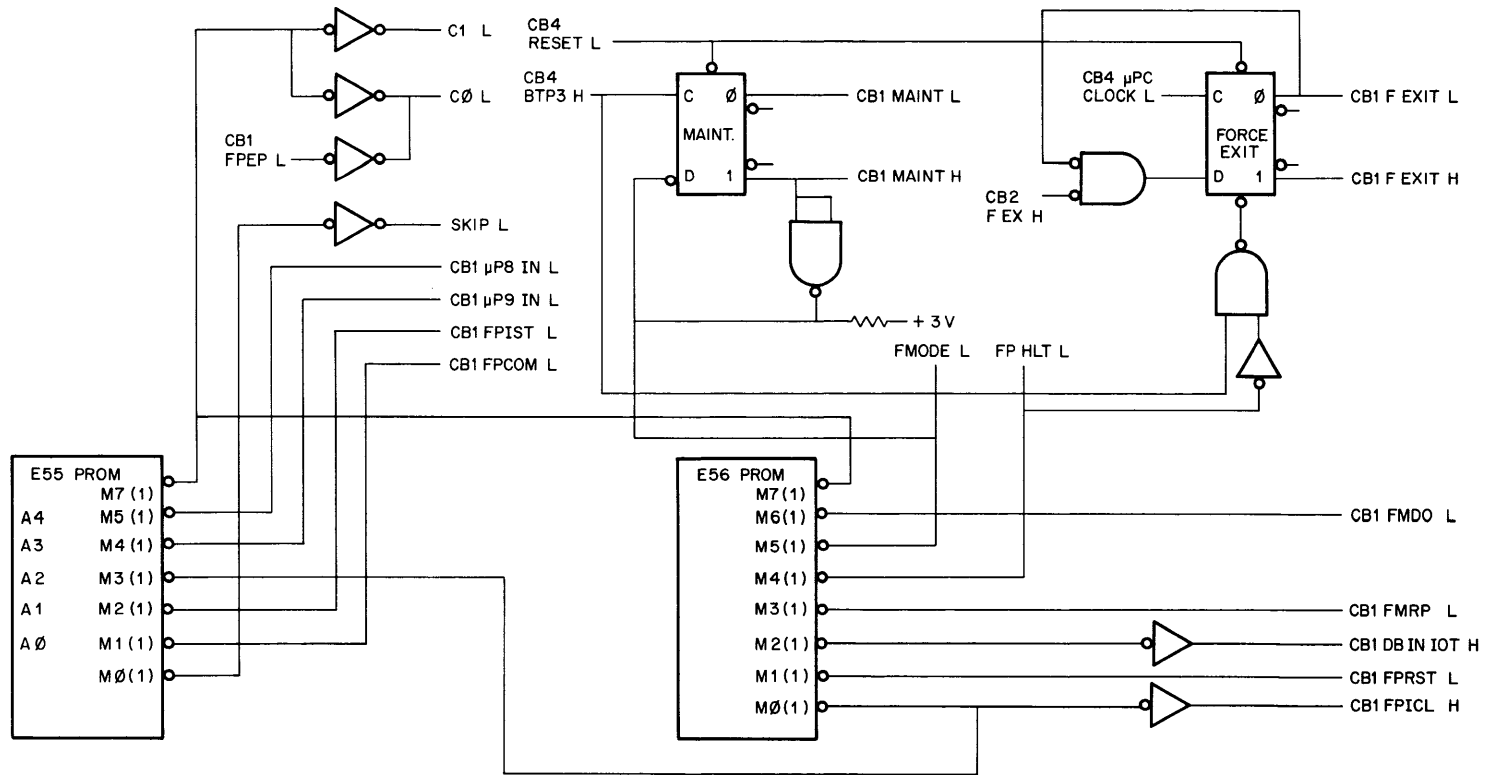 C1 L
CØ L
CB1
FPEP L
SKIP L
CB1 µP8 IN L
CB1 µP9 IN L
CB1 FPIST L
CB1 FPCOM L
CB4
RESET L
CB4
BTP3 H
C Ø
MAINT.
D 1
CB1 MAINT L
CB1 MAINT H
+ 3 V
FMODE L
FP HLT L
CB4 µPC
CLOCK L
C Ø
FORCE
EXIT
D 1
CB1 F EXIT L
CB1 F EXIT H
CB2
F EX H
E55 PROM
M7 (1)
A4 M5 (1)
A3 M4 (1)
A2 M3 (1)
A1 M2 (1)
AØ M1 (1)
MØ (1)
E56 PROM
M7 (1)
M6 (1)
M5 (1)
M4 (1)
M3 (1)
M2 (1)
M1 (1)
MØ (1)
CB1 FMDO L
CB1 FMRP L
CB1 DB IN IOT H
CB1 FPRST L
CB1 FPICL H